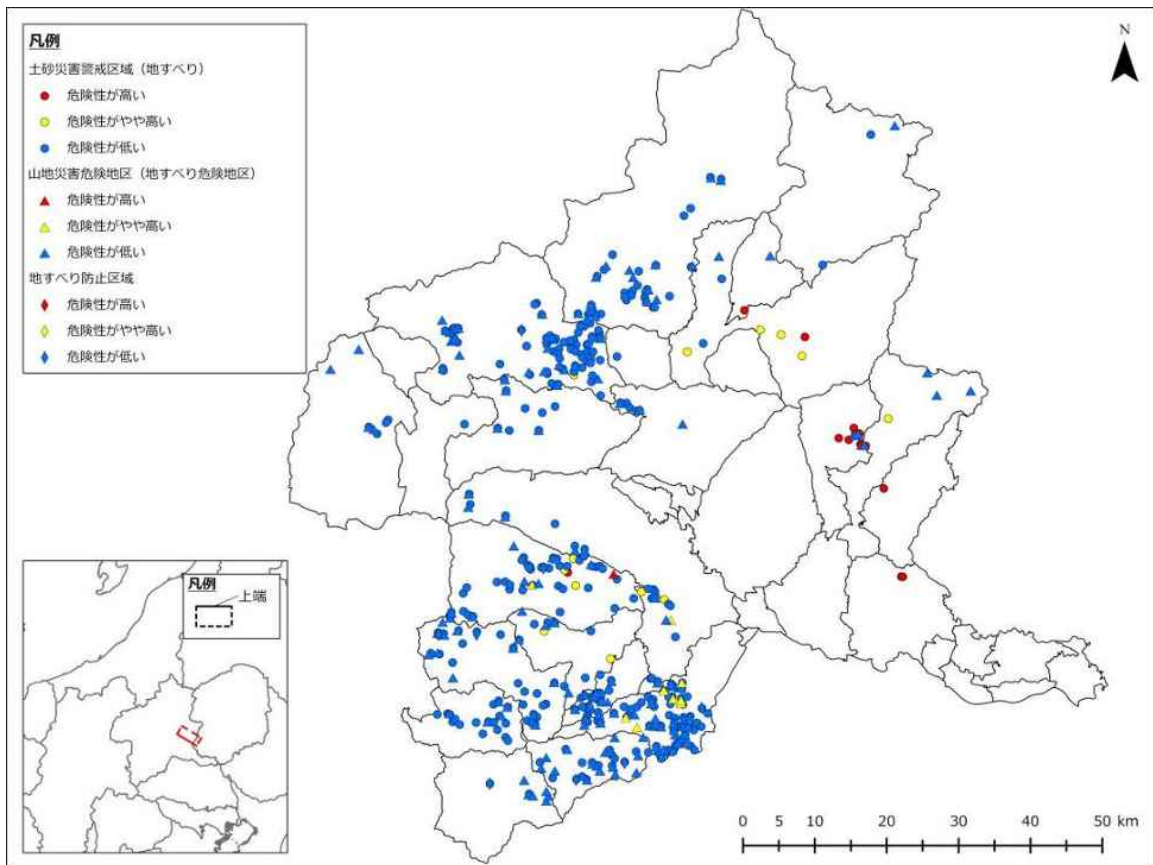 凡例
土砂災害警戒区域（地すべり）
危険性が高い
危険性がやや高い
危険性が低い
山地災害危険地区（地すべり危険地区）
危険性が高い
危険性がやや高い
危険性が低い
地すべり防止区域
危険性が高い
危険性がやや高い
危険性が低い
N
凡例
上端
0 5 10 20 30 40 50 km